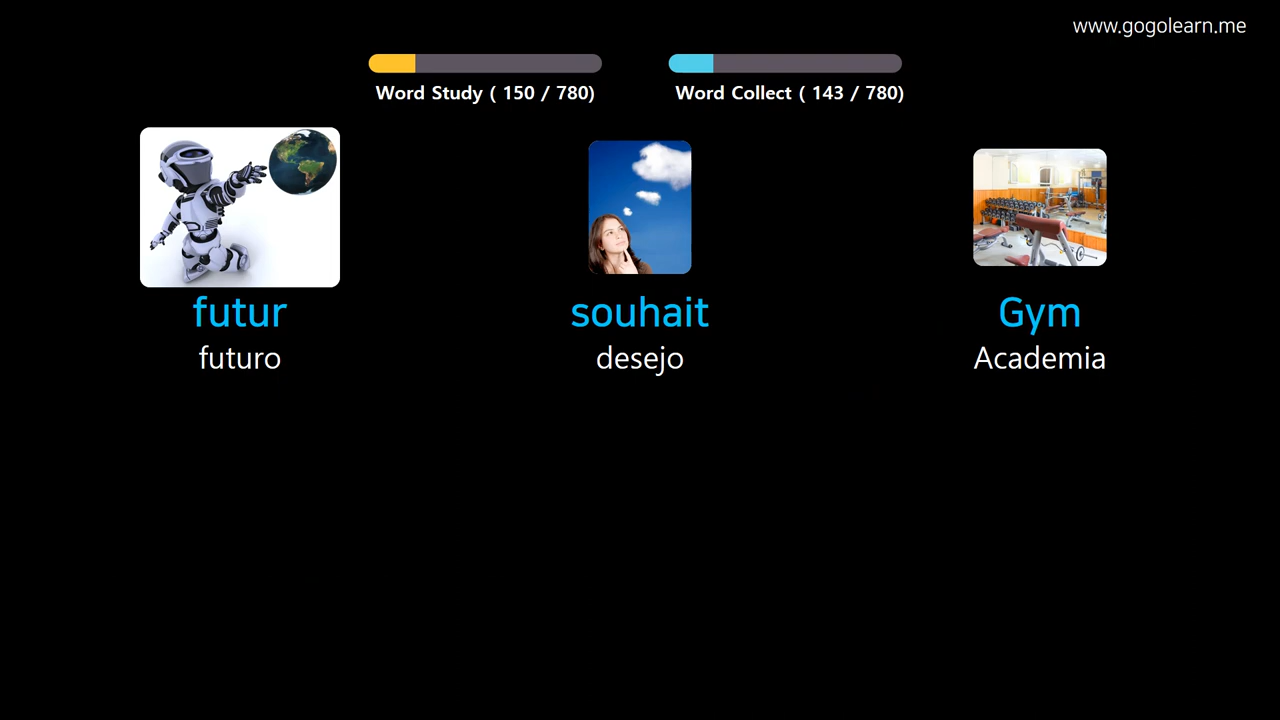 www.gogolearn.me
Word Study ( 150 / 780)
Word Collect ( 143 / 780)
futur
futuro
souhait
desejo
Gym
Academia